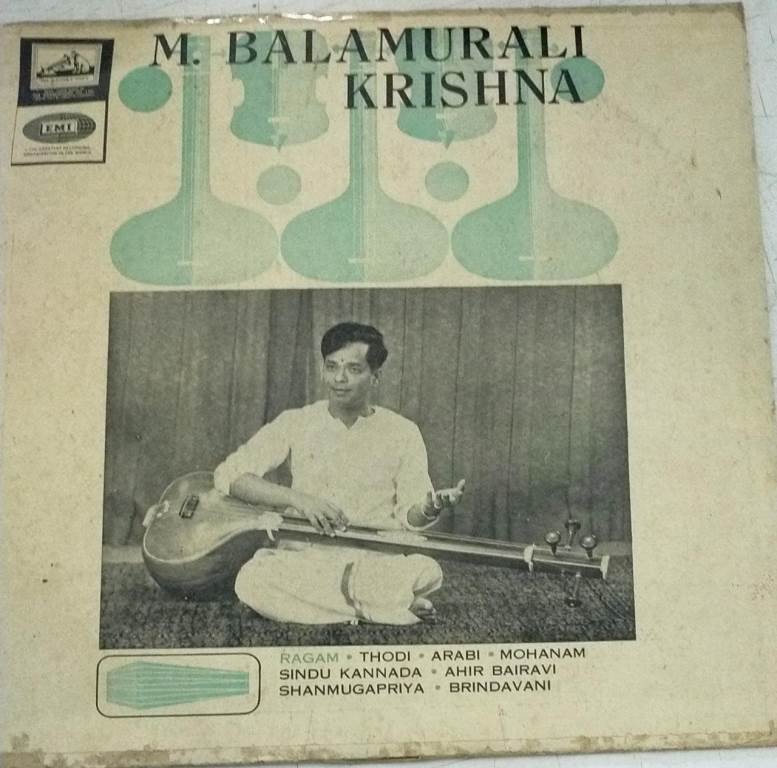 M. BALAMURALI
KRISHNA
EMI
RAGAM • THODI • ARABI • MOHANAM
SINDU KANNADA • AHIR BAIRAVI
SHANMUGAPRIYA • BRINDAVANI